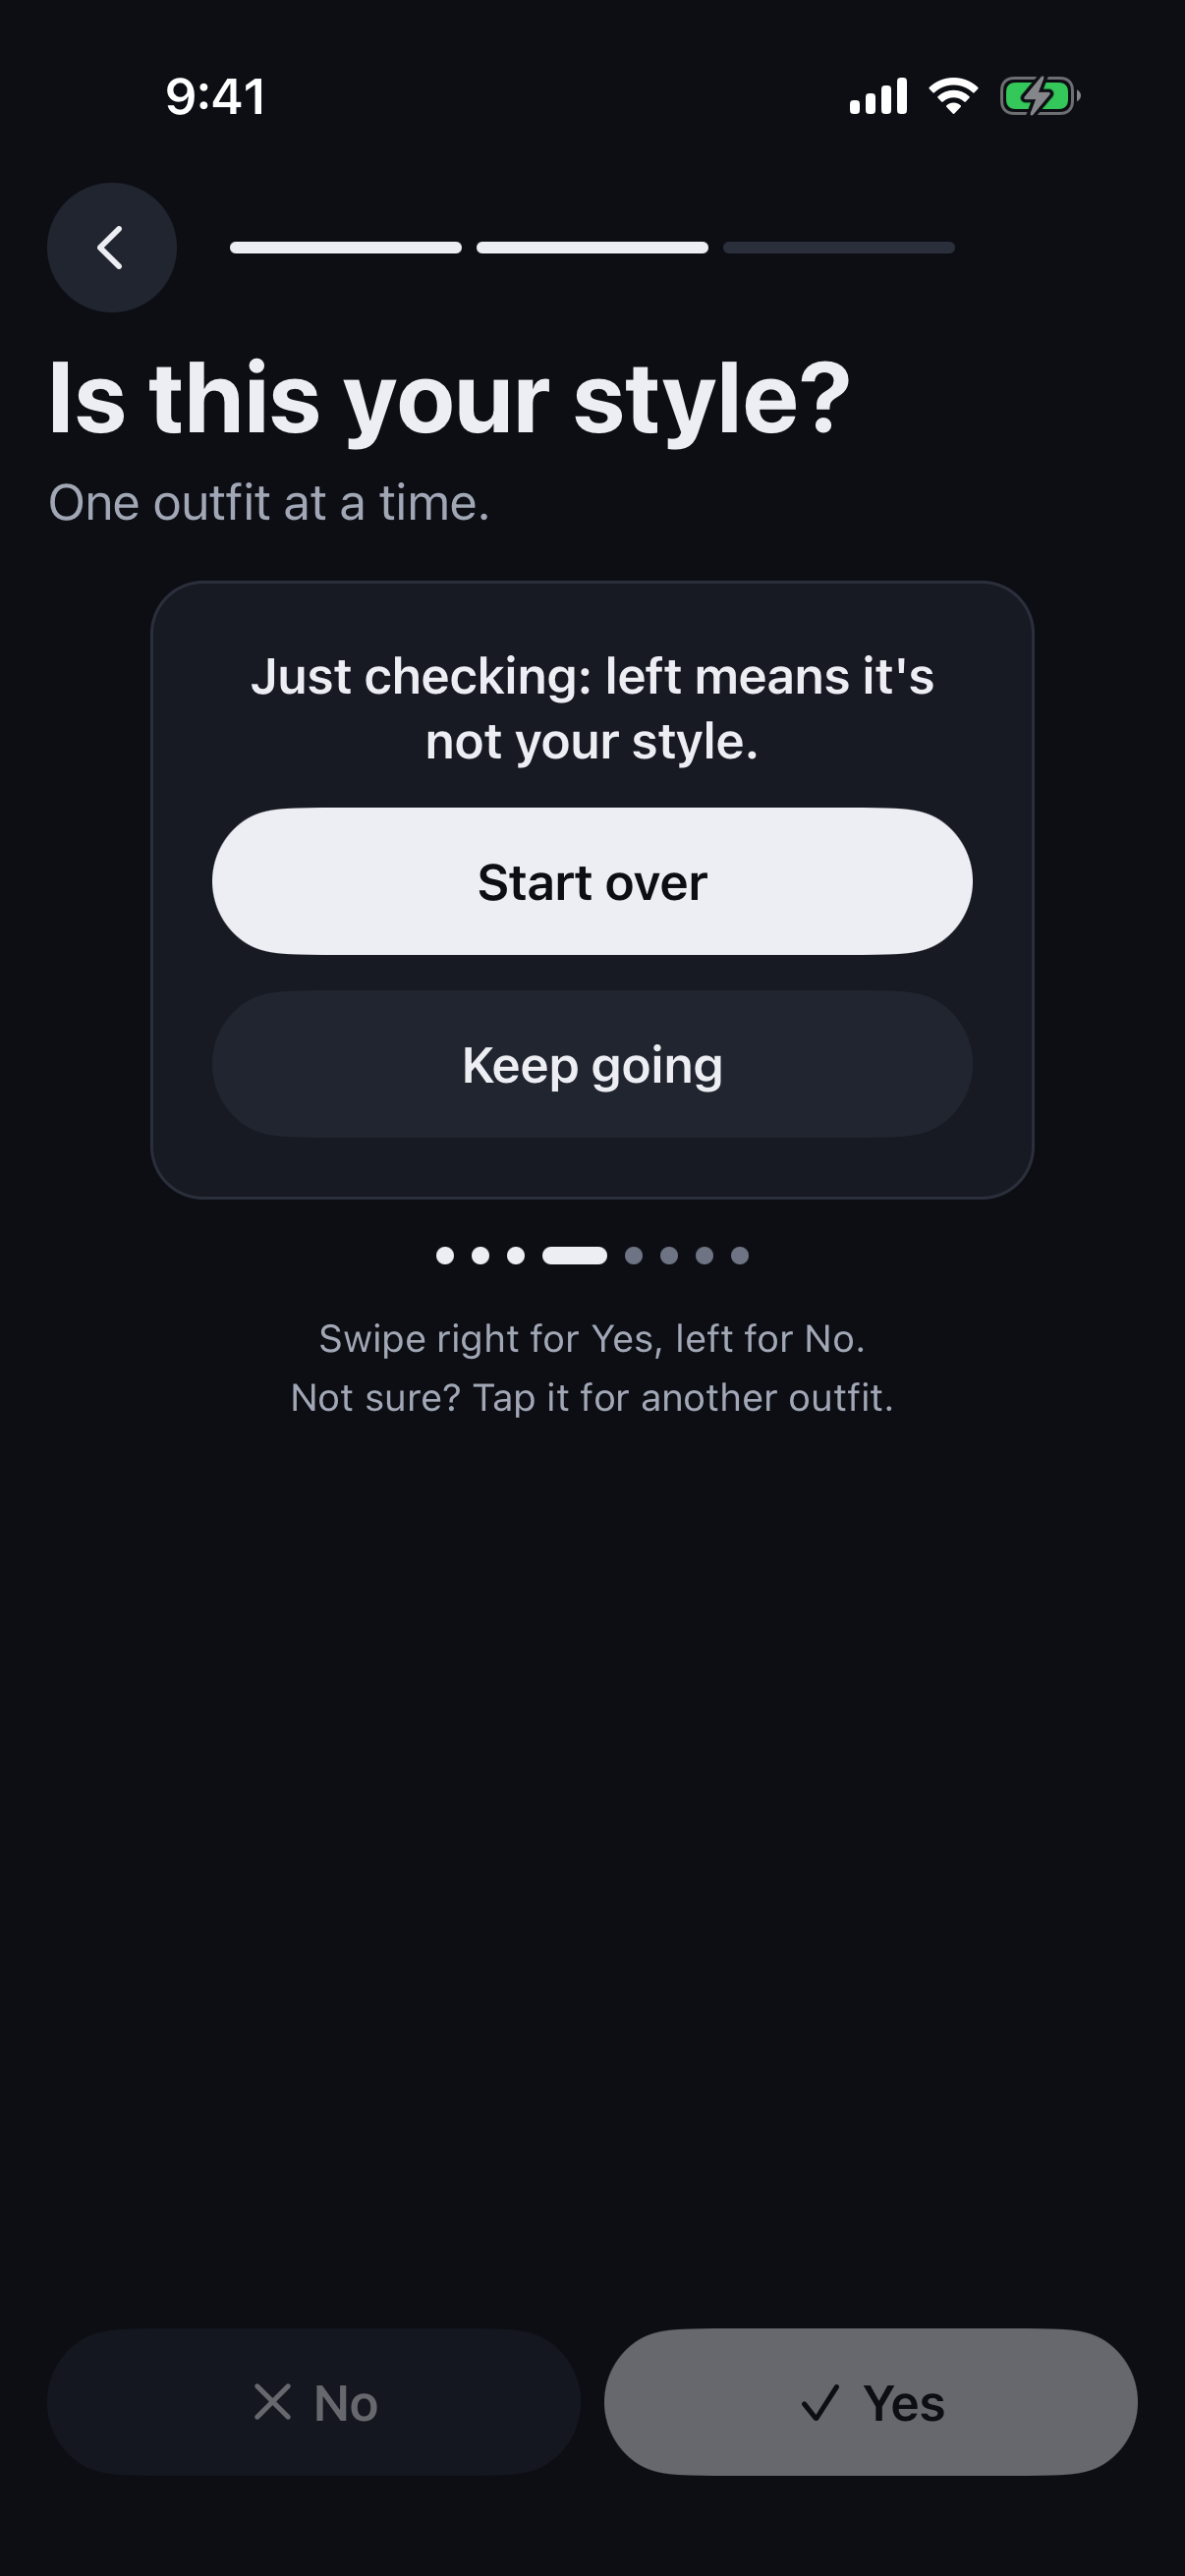 9:41
Is this your style?
One outfit at a time.
Just checking: left means it's
not your style.
Start over
Keep going
Swipe right for Yes, left for No.
Not sure? Tap it for another outfit.
No
Yes